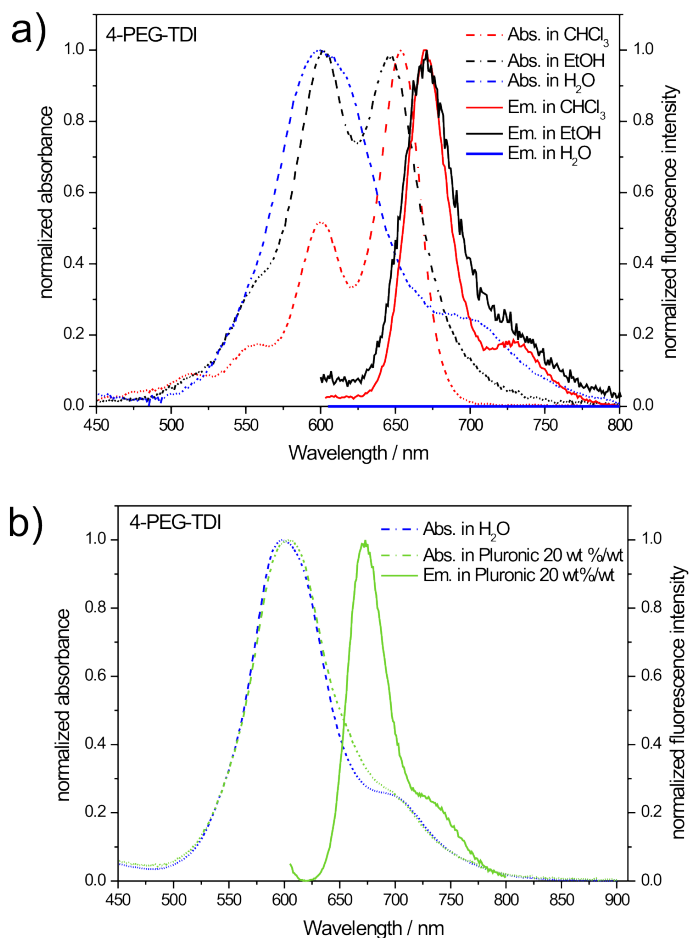 a)
4-PEG-TDI
Abs. in CHCl3
Abs. in EtOH
Abs. in H2O
Em. in CHCl3
Em. in EtOH
Em. in H2O
normalized absorbance
normalized fluorescence intensity
1.0
0.8
0.6
0.4
0.2
0.0
1.0
0.8
0.6
0.4
0.2
0.0
450 500 550 600 650 700 750 800
Wavelength / nm
b)
4-PEG-TDI
Abs. in H2O
Abs. in Pluronic 20 wt %/wt
Em. in Pluronic 20 wt%/wt
normalized absorbance
normalized fluorescence intensity
1.0
0.8
0.6
0.4
0.2
0.0
1.0
0.8
0.6
0.4
0.2
0.0
450 500 550 600 650 700 750 800 850 900
Wavelength / nm